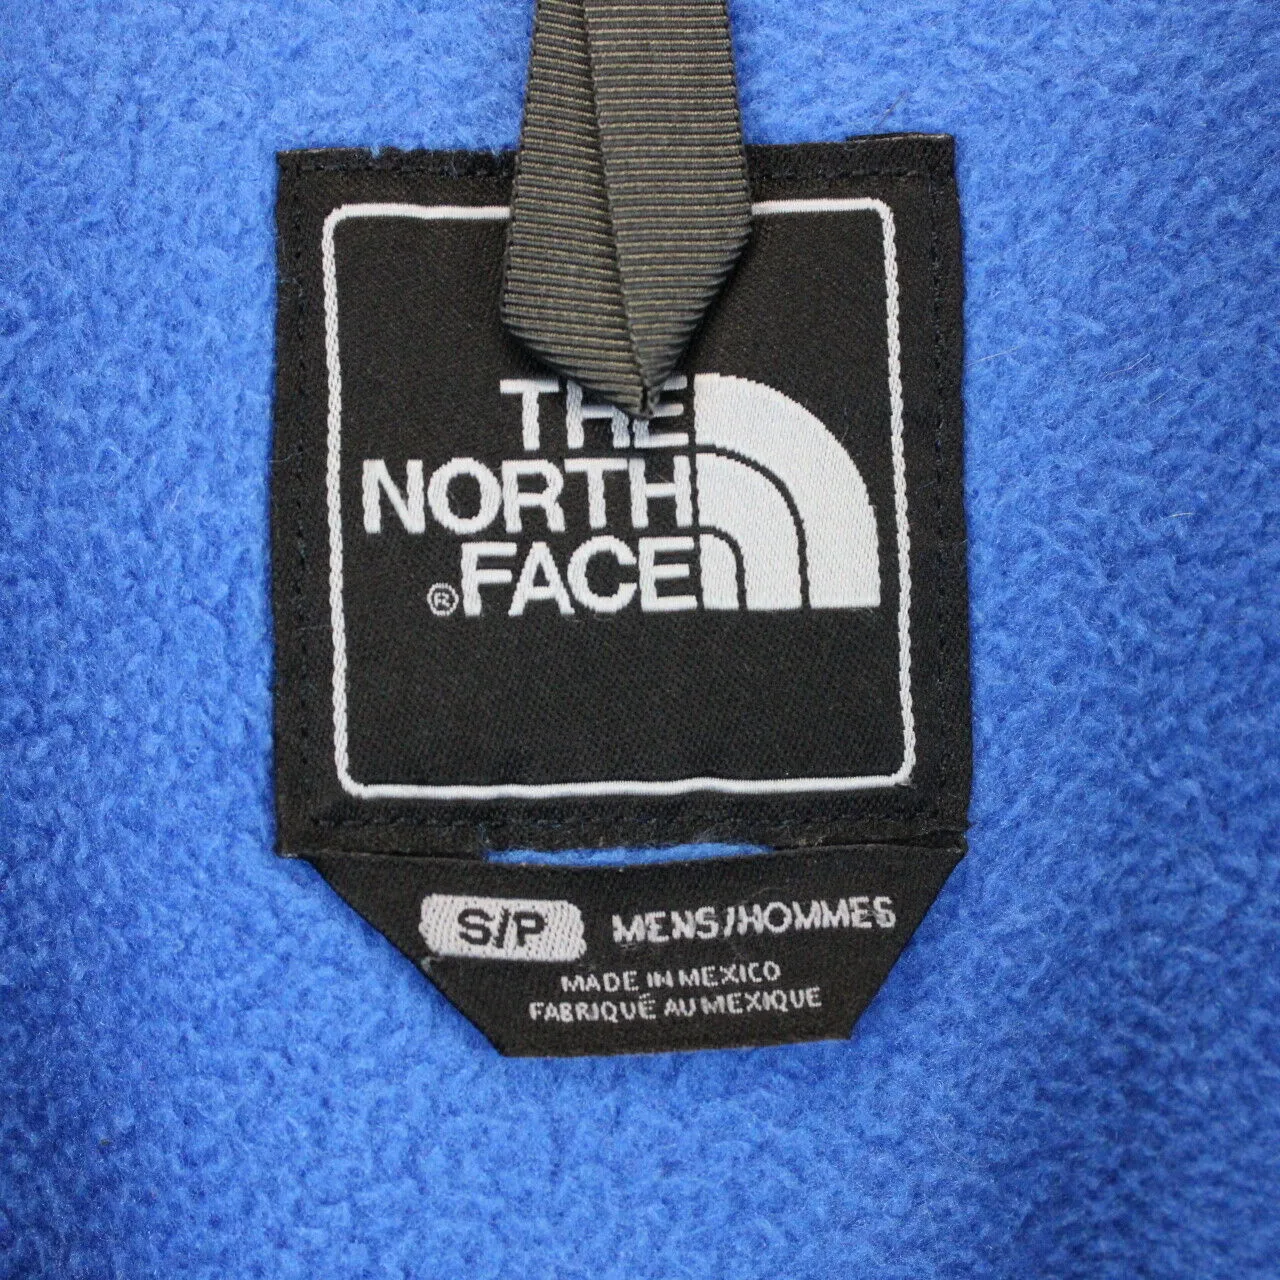 THE
NORTH
®FACE
S/P MENS/HOMMES
MADE IN MEXICO
FABRIQUÉ AU MEXIQUE